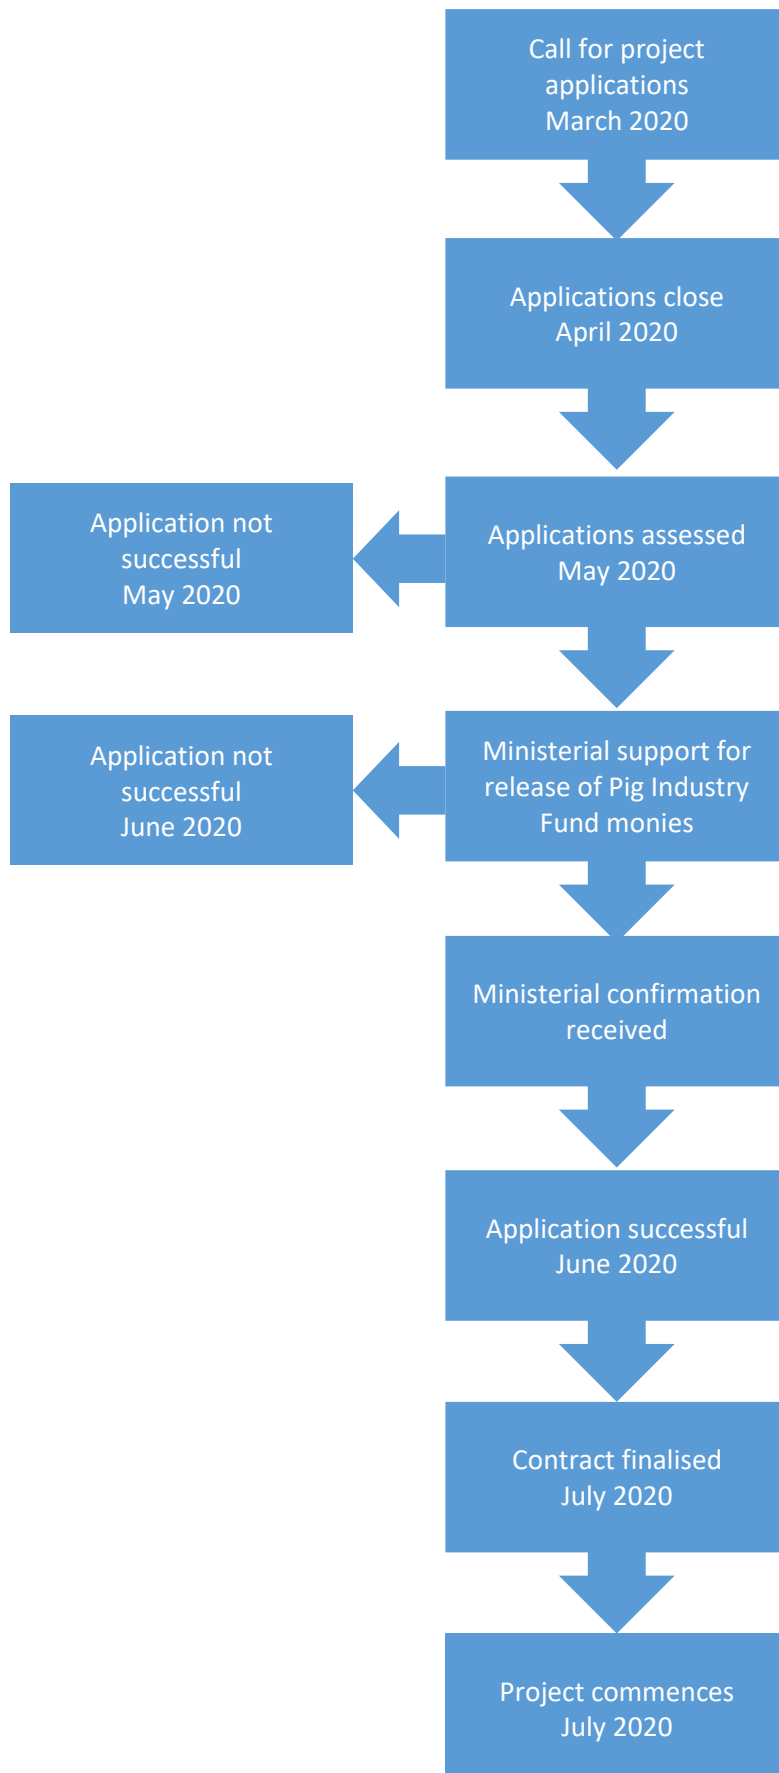 Call for project
applications
March 2020
Applications close
April 2020
Application not
successful
May 2020
Applications assessed
May 2020
Application not
successful
June 2020
Ministerial support for
release of Pig Industry
Fund monies
Ministerial confirmation
received
Application successful
June 2020
Contract finalised
July 2020
Project commences
July 2020